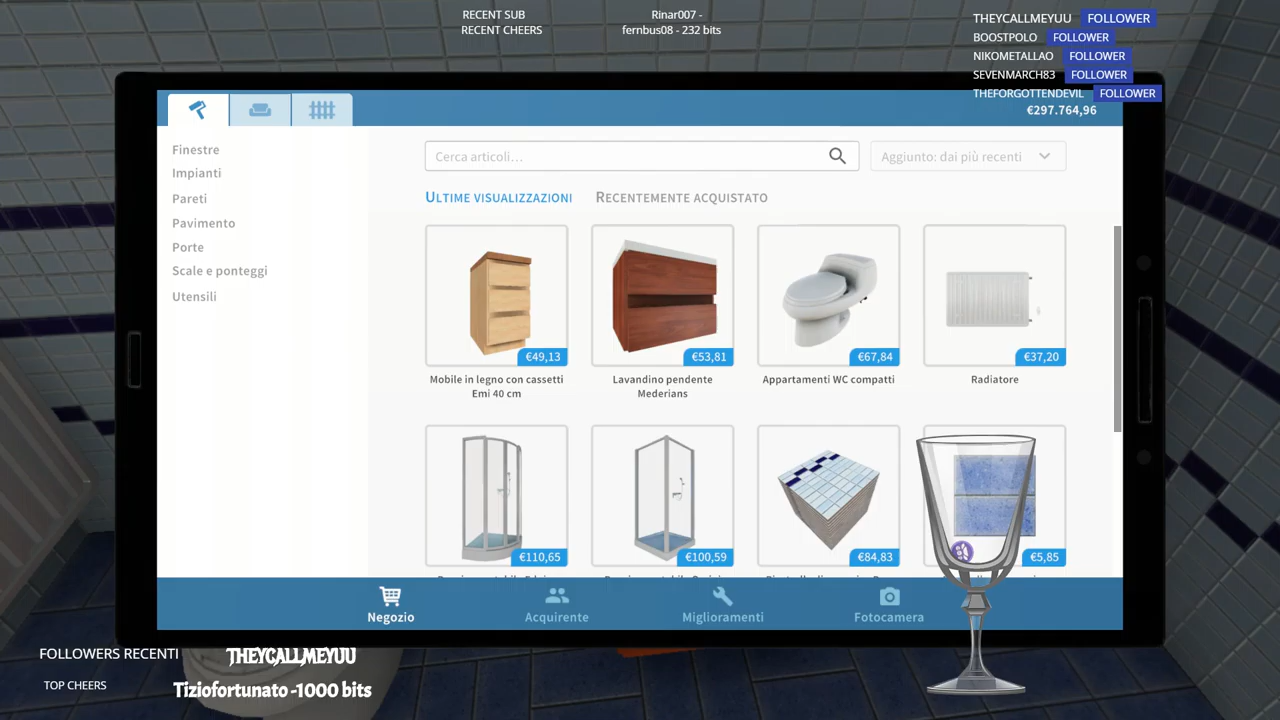 RECENT SUB
RECENT CHEERS
Rinar007 -
fernbus08 - 232 bits
THEYCALLMEYUU FOLLOWER
BOOSTPOLO FOLLOWER
NIKOMETALLAO FOLLOWER
SEVENMARCH83 FOLLOWER
THEFORGOTTENDEVIL FOLLOWER
€297.764,96
Finestre
Impianti
Pareti
Pavimento
Porte
Scale e ponteggi
Utensili
Cerca articoli...
Aggiunto: dai più recenti
ULTIME VISUALIZZAZIONI RECENTEMENTE ACQUISTATO
€49,13
Mobile in legno con cassetti
Emi 40 cm
€53,81
Lavandino pendente
Mederians
€67,84
Appartamenti WC compatti
€37,20
Radiatore
€110,65
€100,59
€84,83
€5,85
Negozio
Acquirente
Miglioramenti
Fotocamera
FOLLOWERS RECENTI THEYCALLMEYUU
TOP CHEERS Tiziofortunato -1000 bits